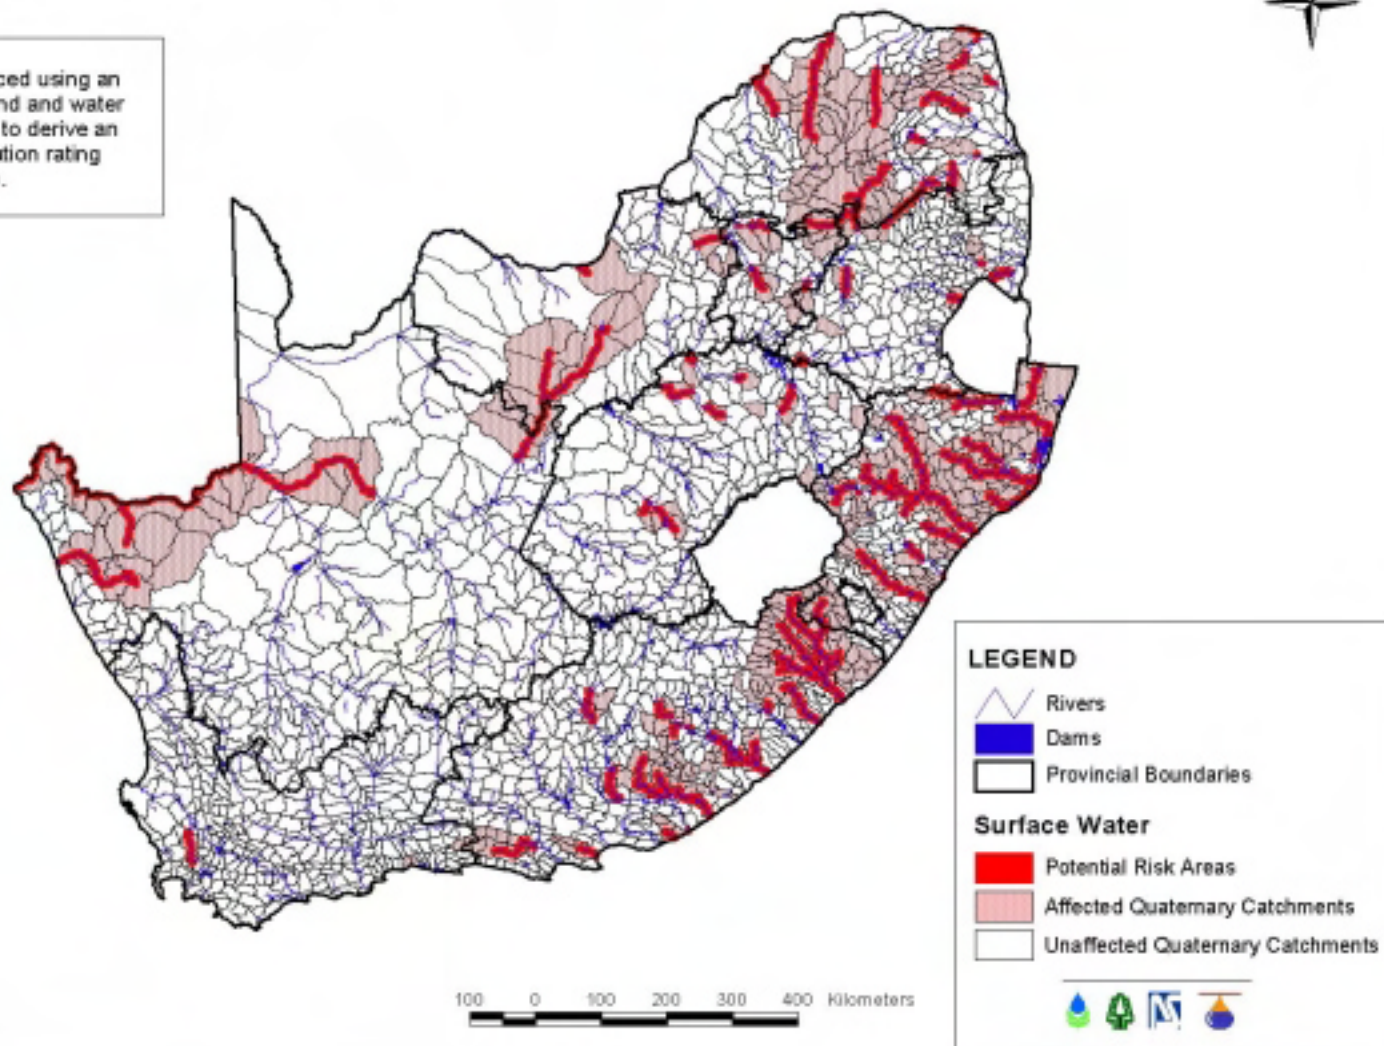 ced using an
nd and water
to derive an
tion rating
LEGEND
Rivers
Dams
Provincial Boundaries
Surface Water
Potential Risk Areas
Affected Quaternary Catchments
Unaffected Quaternary Catchments
100 0 100 200 300 400 Kilometers